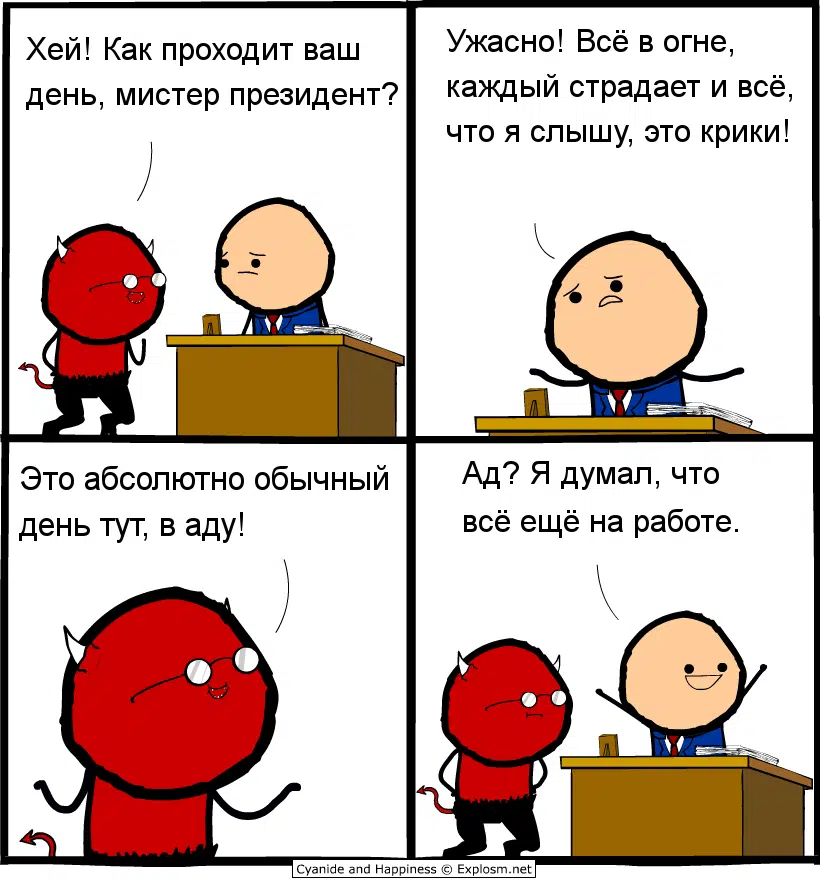 Хей! Как проходит ваш
день, мистер президент?
Ужасно! Всё в огне,
каждый страдает и всё,
что я слышу, это крики!
Это абсолютно обычный
день тут, в аду!
Ад? Я думал, что
всё ещё на работе.
Cyanide and Happiness © Explosm.net